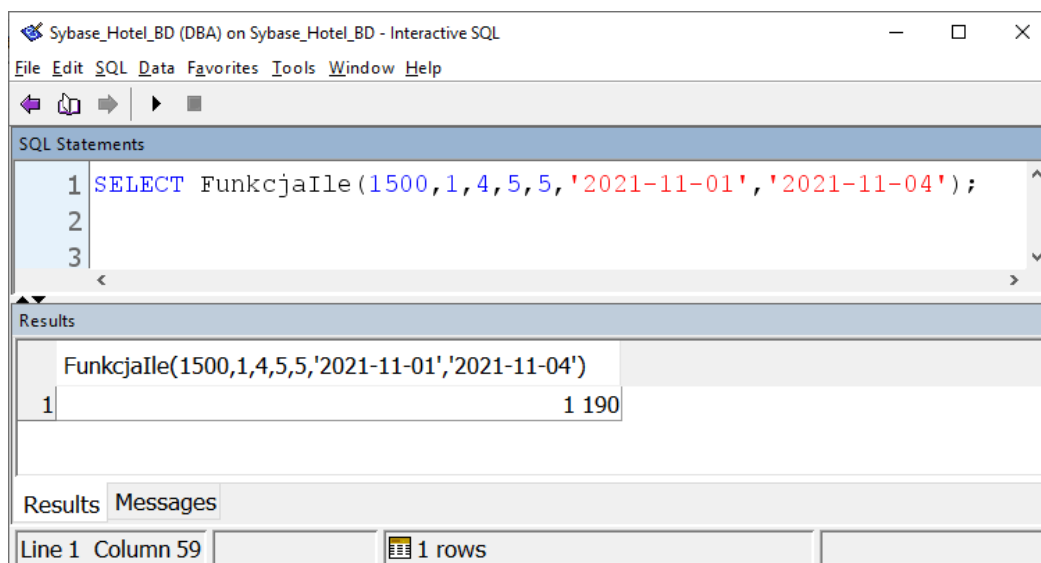 Sybase_Hotel_BD (DBA) on Sybase_Hotel_BD - Interactive SQL
File Edit SQL Data Favorites Tools Window Help
SQL Statements
1 SELECT FunkcjaIle(1500,1,4,5,5,'2021-11-01','2021-11-04');
2
3
Results
FunkcjaIle(1500,1,4,5,5,'2021-11-01','2021-11-04')
1 1 190
Results Messages
Line 1 Column 59 1 rows